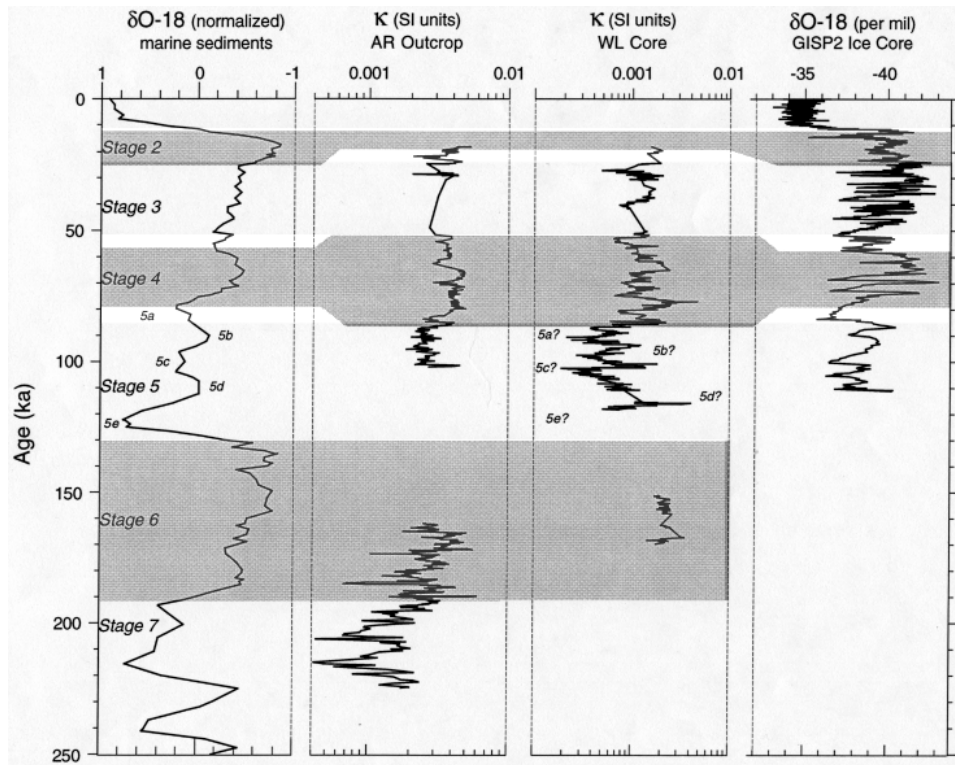 δO-18 (normalized)
marine sediments
κ (SI units)
AR Outcrop
κ (SI units)
WL Core
δO-18 (per mil)
GISP2 Ice Core
1 0 -1
0.001 0.01
0.001 0.01
-35 -40
Age (ka)
0
50
100
150
200
250
Stage 2
Stage 3
Stage 4
5a
5b
5c
Stage 5
5d
5e
Stage 6
Stage 7
5a?
5b?
5c?
5d?
5e?